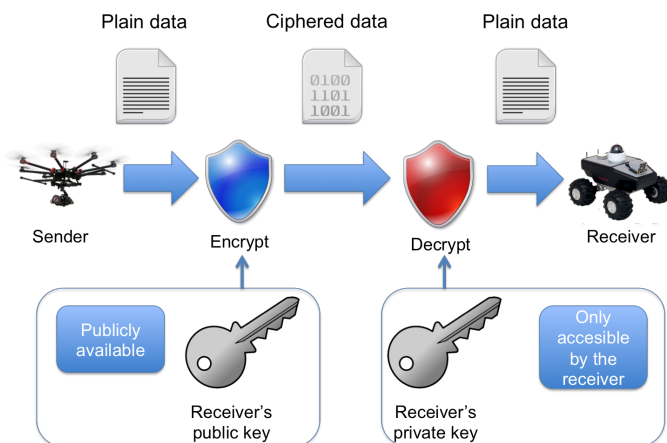 Plain data
Ciphered data
Plain data
0100
1101
1001
Sender
Encrypt
Decrypt
Receiver
Publicly
available
Receiver's
public key
Receiver's
private key
Only
accesible
by the
receiver